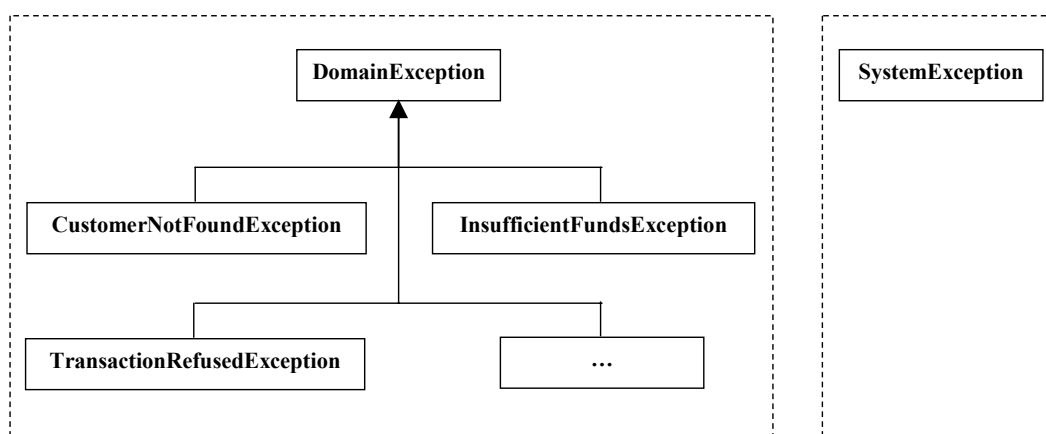 DomainException
SystemException
CustomerNotFoundException
InsufficientFundsException
TransactionRefusedException
…